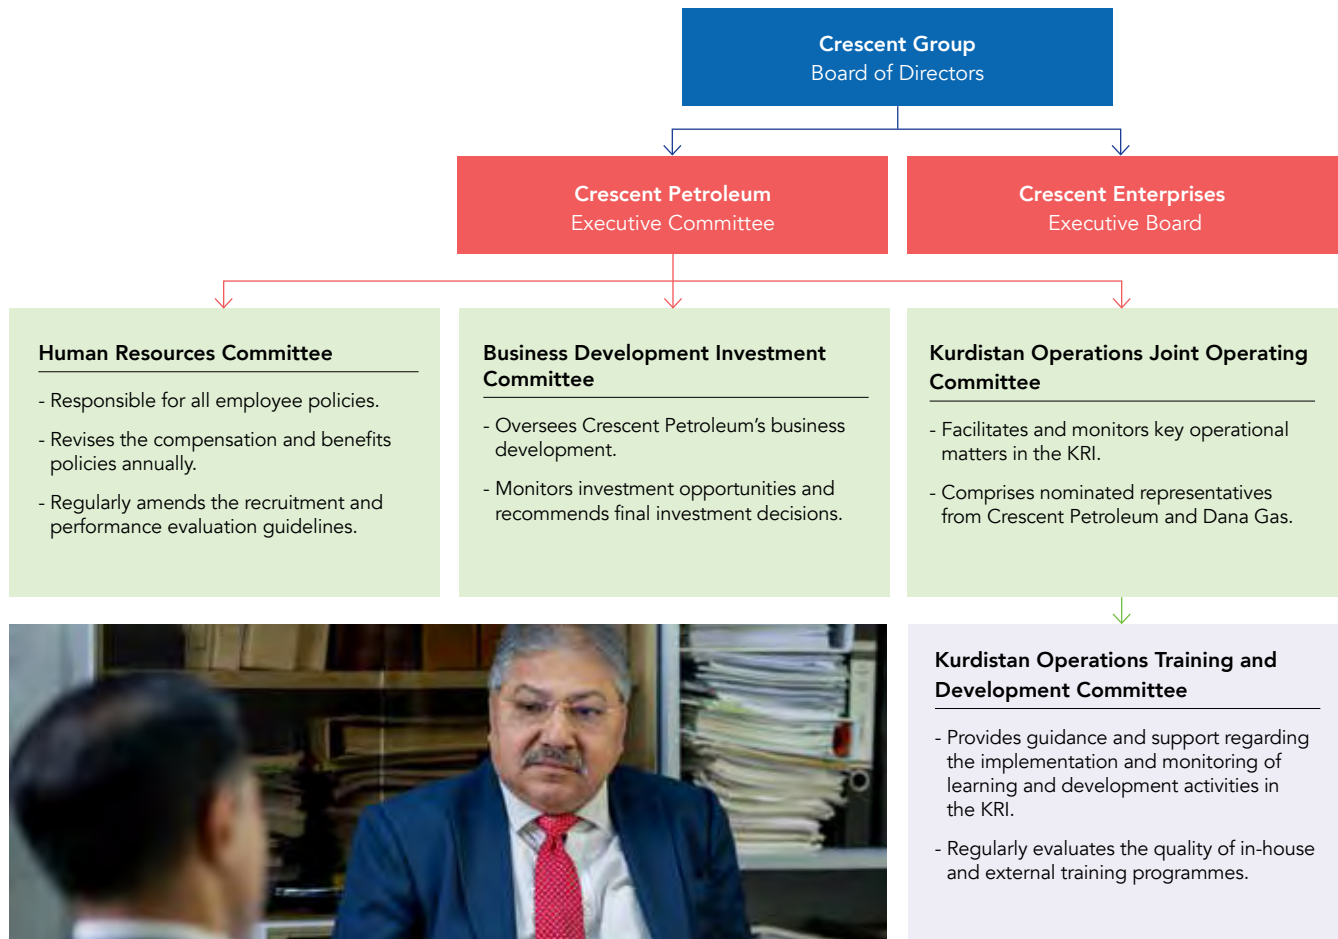 Crescent Group
Board of Directors
Crescent Petroleum
Executive Committee
Crescent Enterprises
Executive Board
Human Resources Committee
- Responsible for all employee policies.
- Revises the compensation and benefits
policies annually.
- Regularly amends the recruitment and
performance evaluation guidelines.
Business Development Investment
Committee
- Oversees Crescent Petroleum's business
development.
- Monitors investment opportunities and
recommends final investment decisions.
Kurdistan Operations Joint Operating
Committee
- Facilitates and monitors key operational
matters in the KRI.
- Comprises nominated representatives
from Crescent Petroleum and Dana Gas.
Kurdistan Operations Training and
Development Committee
- Provides guidance and support regarding
the implementation and monitoring of
learning and development activities in
the KRI.
- Regularly evaluates the quality of in-house
and external training programmes.